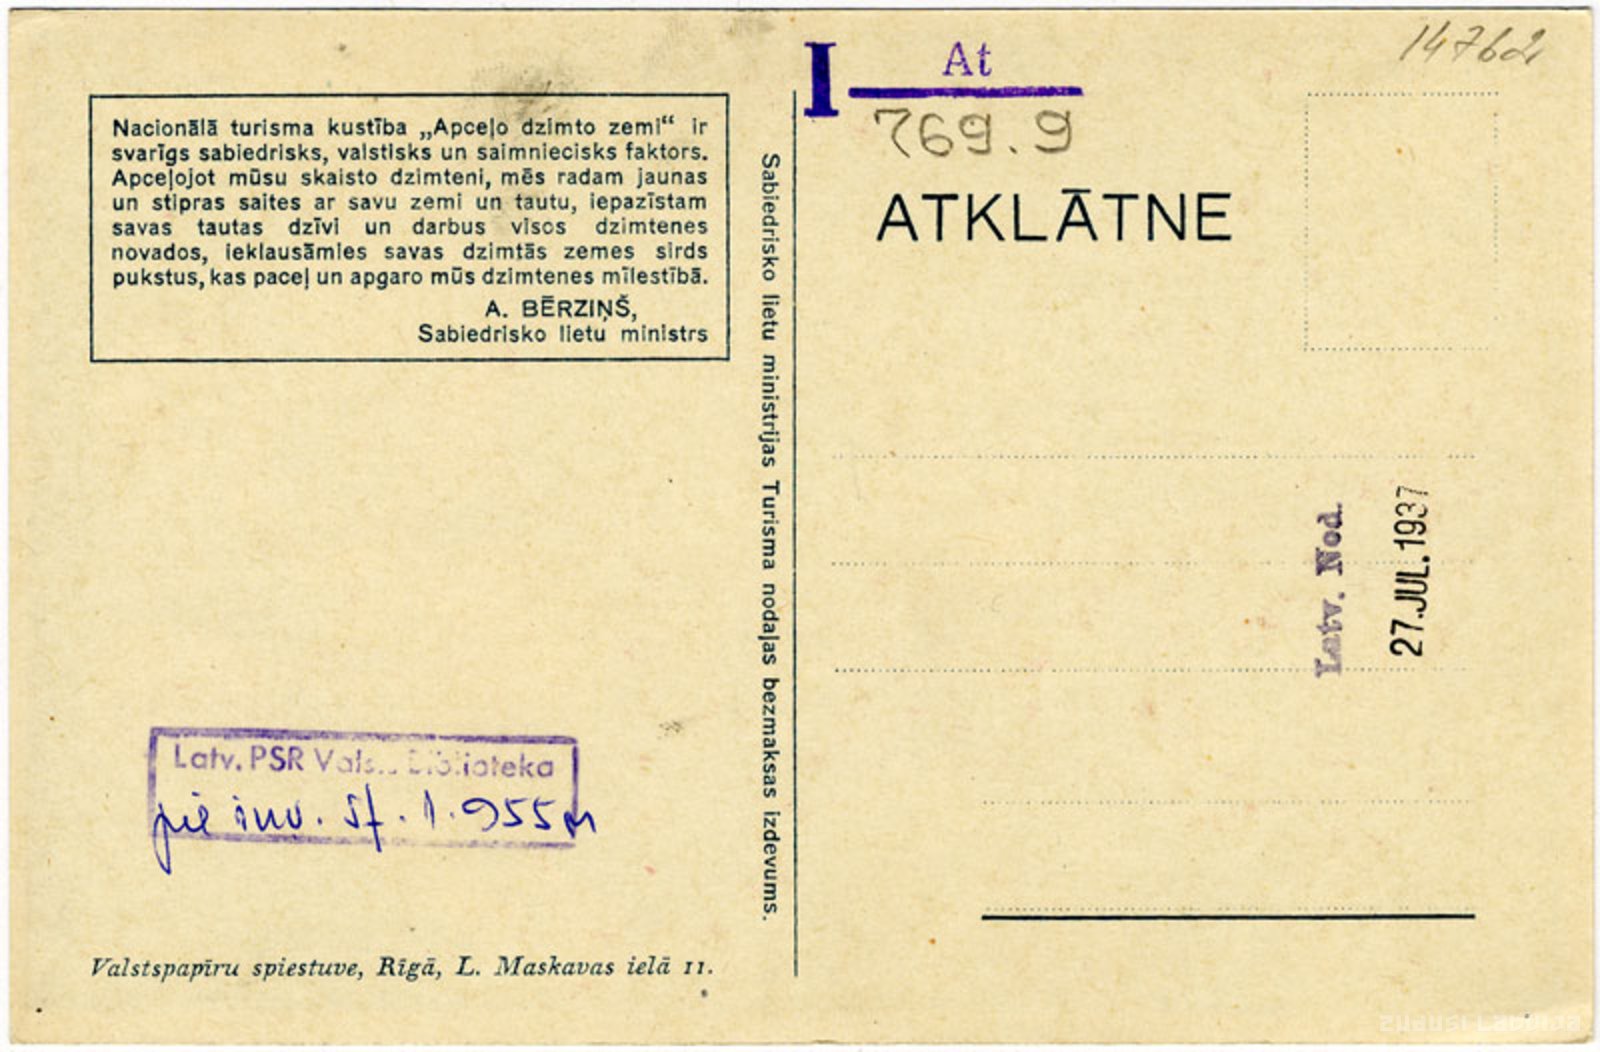 Nacionālā turisma kustība „Apceļo dzimto zemi“ ir
svarīgs sabiedrisks, valstisks un saimniecisks faktors.
Apceļojot mūsu skaisto dzimteni, mēs radam jaunas
un stipras saites ar savu zemi un tautu, iepazīstam
savas tautas dzīvi un darbus visos dzimtenes
novados, ieklausāmies savas dzimtās zemes sirds
pukstus, kas paceļ un apgaro mūs dzimtenes mīlestībā.
A. BĒRZIŅŠ,
Sabiedrisko lietu ministrs
Latv. PSR Biblioteka
pie inv.
Valstspapīru spiestuve, Rīgā, L. Maskavas ielā 11.
Sabiedrisko lietu ministrijas Turisma nodaļas bezmaksas izdevums.
I At
769.9
14762
ATKLĀTNE
Latv. Nod.
27. JUL. 1937
ZUDUSI LATVIJA